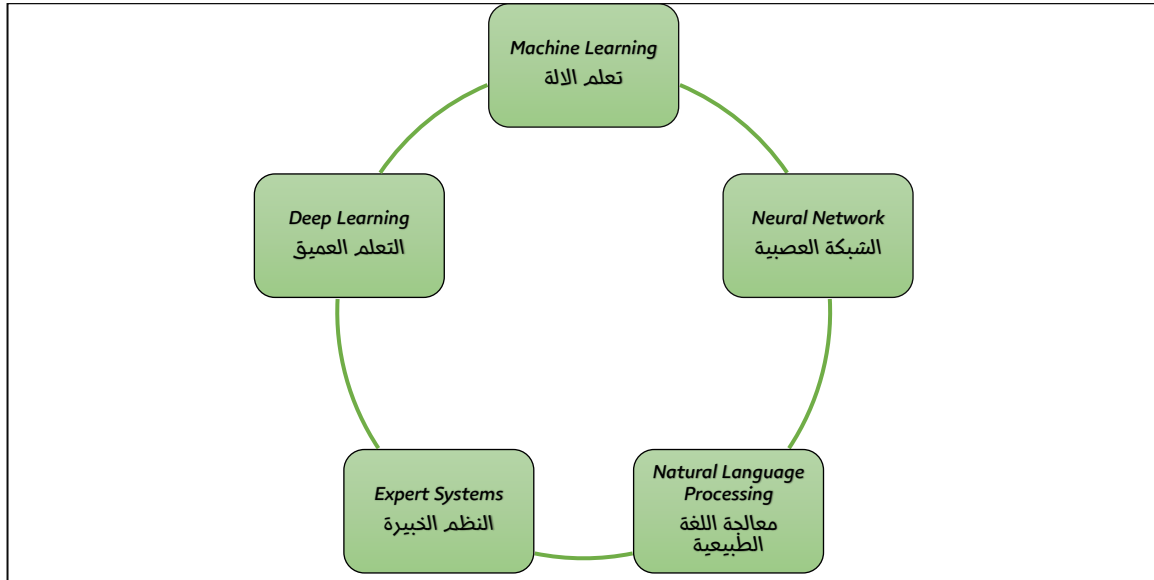 Machine Learning
تعلم الالة
Neural Network
الشبكة العصبية
Natural Language
Processing
معالجة اللغة
الطبيعية
Expert Systems
النظم الخبيرة
Deep Learning
التعلم العميق